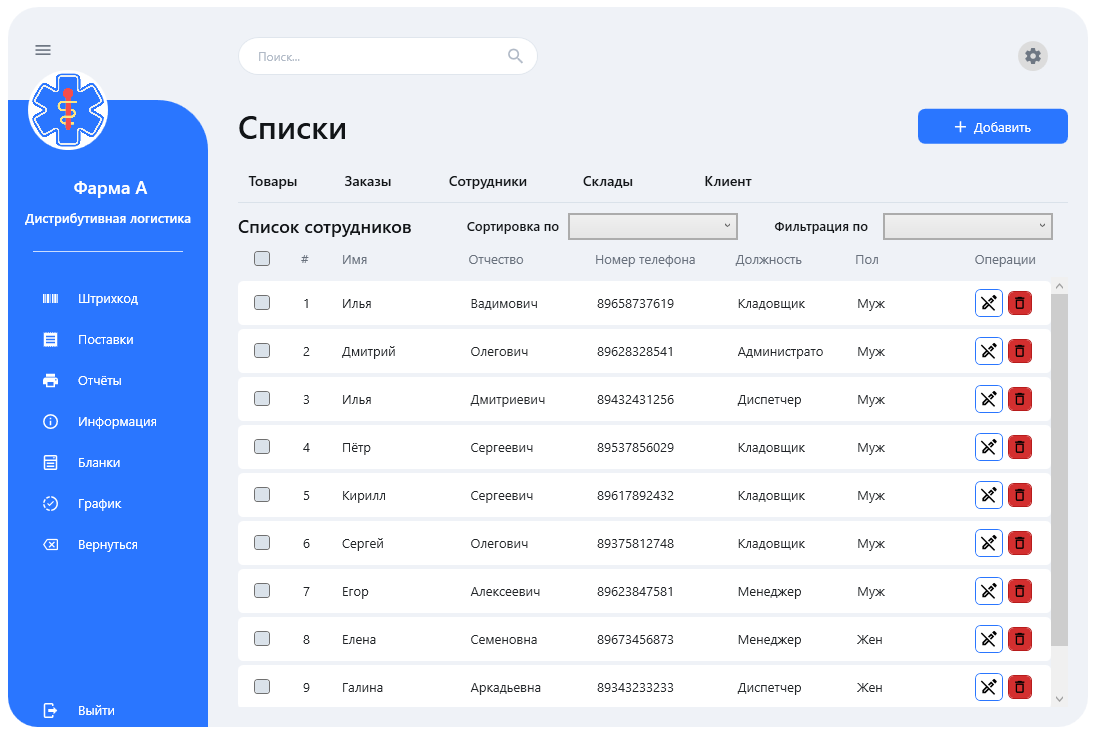 Поиск...
Фарма А
Дистрибутивная логистика
Штрихкод
Поставки
Отчёты
Информация
Бланки
График
Вернуться
Выйти
Списки
+ Добавить
Товары Заказы Сотрудники Склады Клиент
Список сотрудников Сортировка по Фильтрация по
# Имя Отчество Номер телефона Должность Пол Операции
1 Илья Вадимович 89658737619 Кладовщик Муж
2 Дмитрий Олегович 89628328541 Администрато Муж
3 Илья Дмитриевич 89432431256 Диспетчер Муж
4 Пётр Сергеевич 89537856029 Кладовщик Муж
5 Кирилл Сергеевич 89617892432 Кладовщик Муж
6 Сергей Олегович 89375812748 Кладовщик Муж
7 Егор Алексеевич 89623847581 Менеджер Муж
8 Елена Семеновна 89673456873 Менеджер Жен
9 Галина Аркадьевна 89343233233 Диспетчер Жен